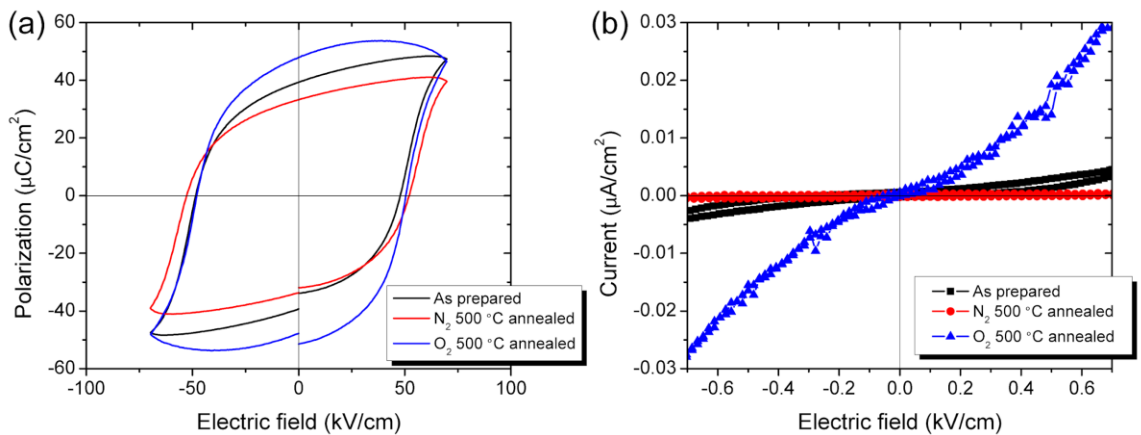 (a)
60
40
20
0
-20
-40
-60
Polarization (μC/cm²)
-100
-50
0
50
100
Electric field (kV/cm)
As prepared
N₂ 500 °C annealed
O₂ 500 °C annealed
(b)
0.03
0.02
0.01
0.00
-0.01
-0.02
-0.03
Current (μA/cm²)
-0.6
-0.4
-0.2
0.0
0.2
0.4
0.6
Electric field (kV/cm)
As prepared
N₂ 500 °C annealed
O₂ 500 °C annealed